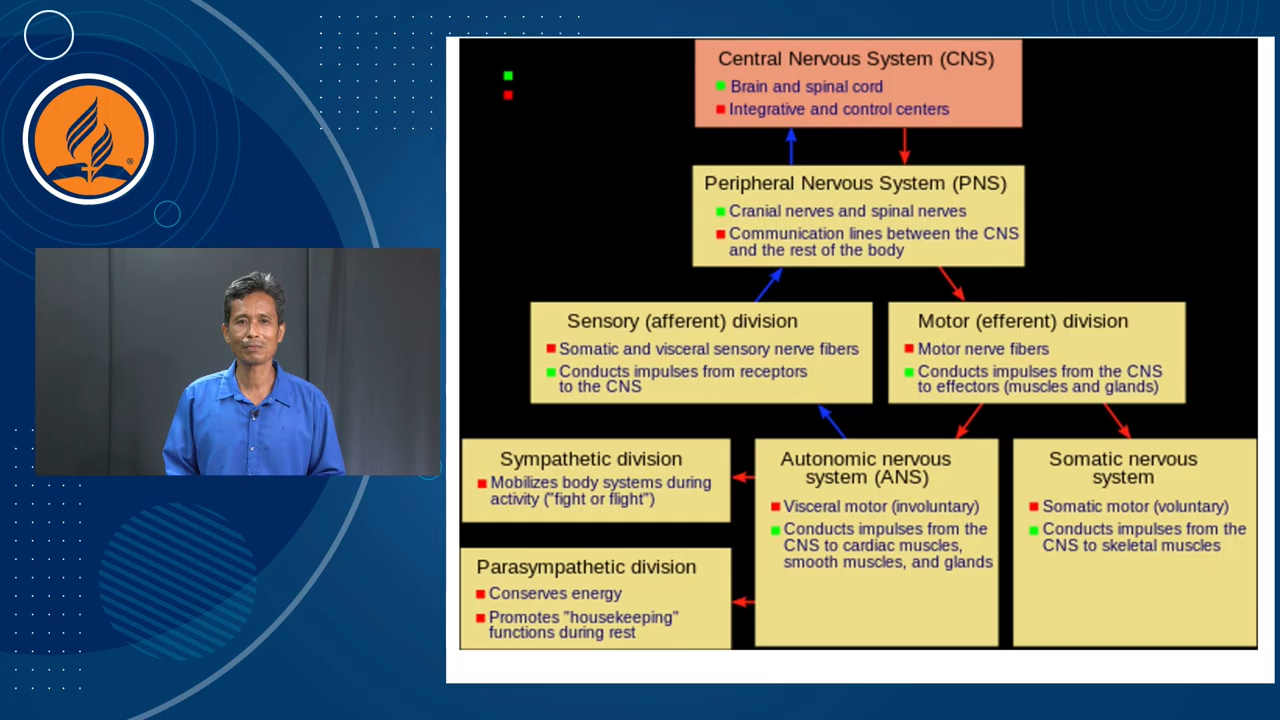 Central Nervous System (CNS)
Brain and spinal cord
Integrative and control centers
Peripheral Nervous System (PNS)
Cranial nerves and spinal nerves
Communication lines between the CNS
and the rest of the body
Sensory (afferent) division
Somatic and visceral sensory nerve fibers
Conducts impulses from receptors
to the CNS
Motor (efferent) division
Motor nerve fibers
Conducts impulses from the CNS
to effectors (muscles and glands)
Sympathetic division
Mobilizes body systems during
activity ("fight or flight")
Parasympathetic division
Conserves energy
Promotes "housekeeping"
functions during rest
Autonomic nervous
system (ANS)
Visceral motor (involuntary)
Conducts impulses from the
CNS to cardiac muscles,
smooth muscles, and glands
Somatic nervous
system
Somatic motor (voluntary)
Conducts impulses from the
CNS to skeletal muscles
®